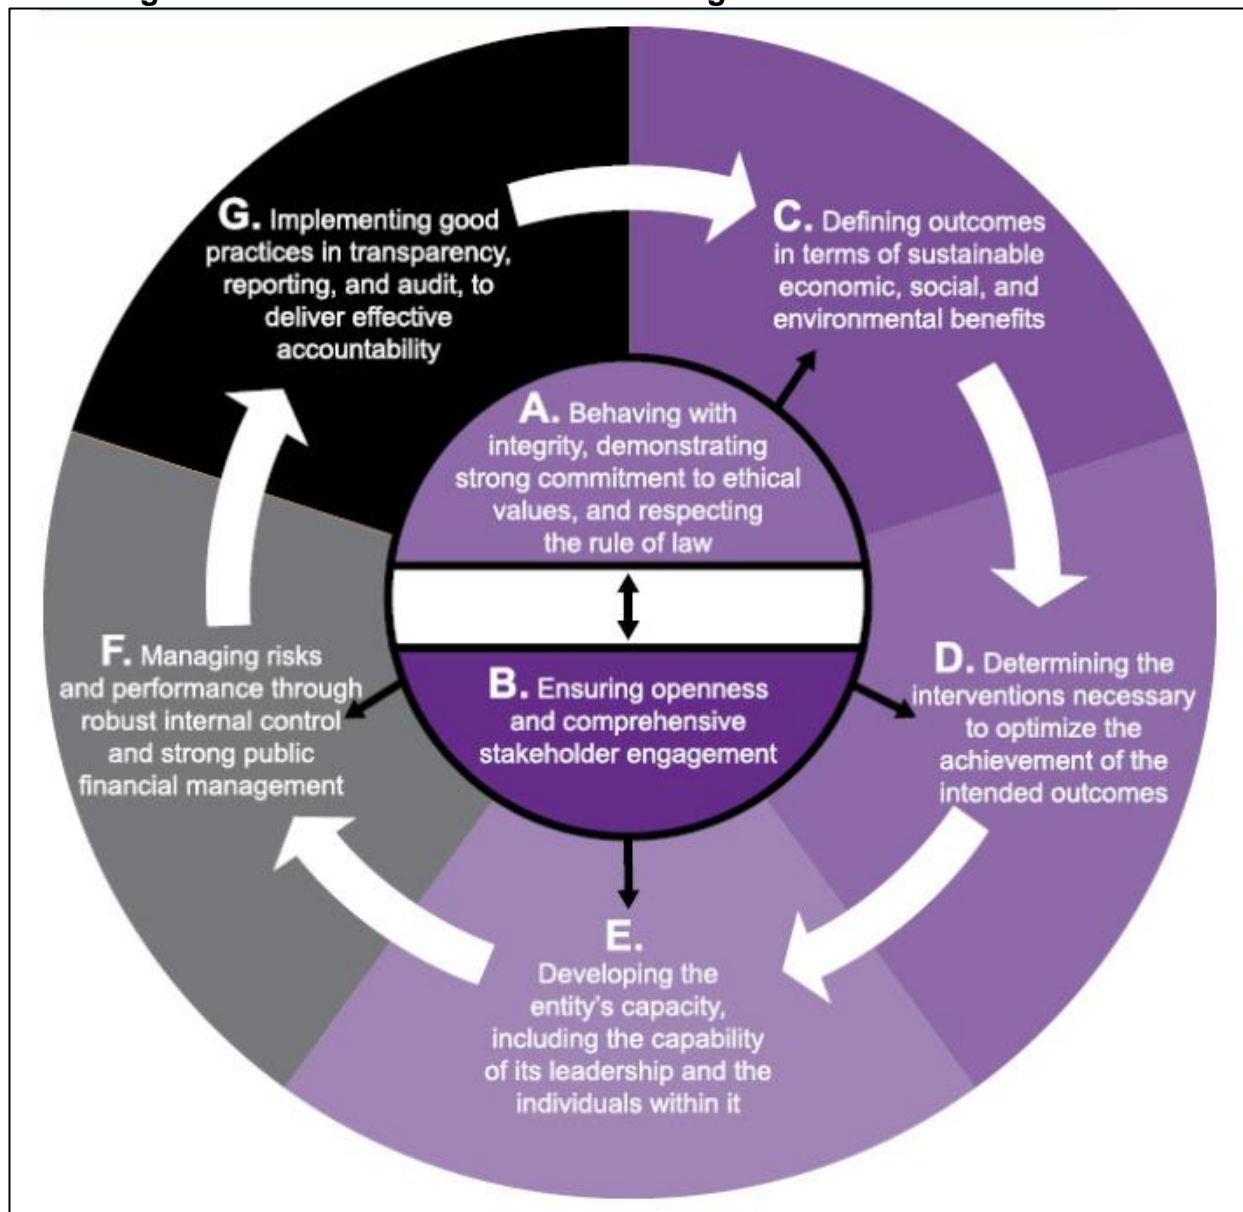 A. Behaving with
integrity, demonstrating
strong commitment to ethical
values, and respecting
the rule of law
B. Ensuring openness
and comprehensive
stakeholder engagement
C. Defining outcomes
in terms of sustainable
economic, social, and
environmental benefits
D. Determining the
interventions necessary
to optimize the
achievement of the
intended outcomes
E.
Developing the
entity's capacity,
including the capability
of its leadership and the
individuals within it
F. Managing risks
and performance through
robust internal control
and strong public
financial management
G. Implementing good
practices in transparency,
reporting, and audit, to
deliver effective
accountability